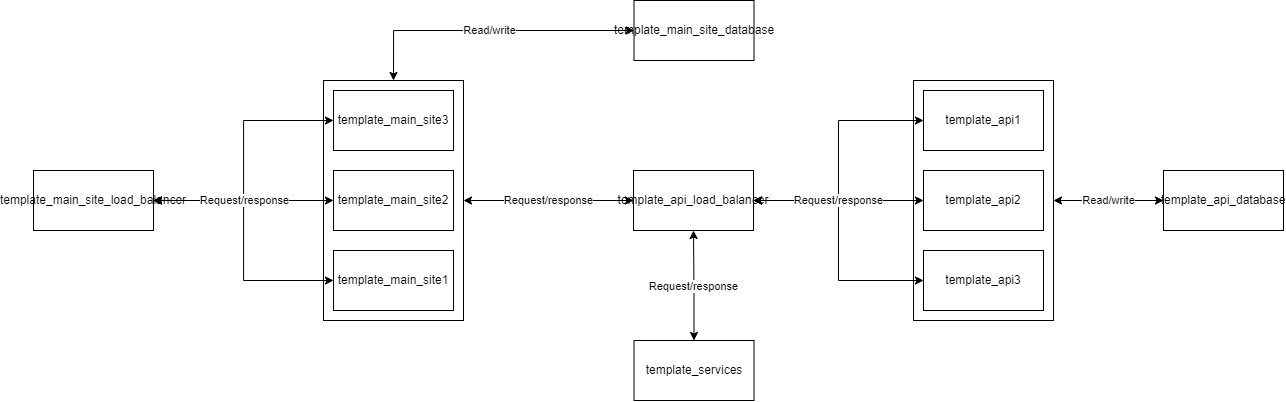 Read/write
template_main_site_database
template_main_site3
template_api1
template_main_site_load_balancer
Request/response
template_main_site2
Request/response
template_api_load_balancer
Request/response
template_api2
Read/write
template_api_database
template_main_site1
Request/response
template_api3
template_services